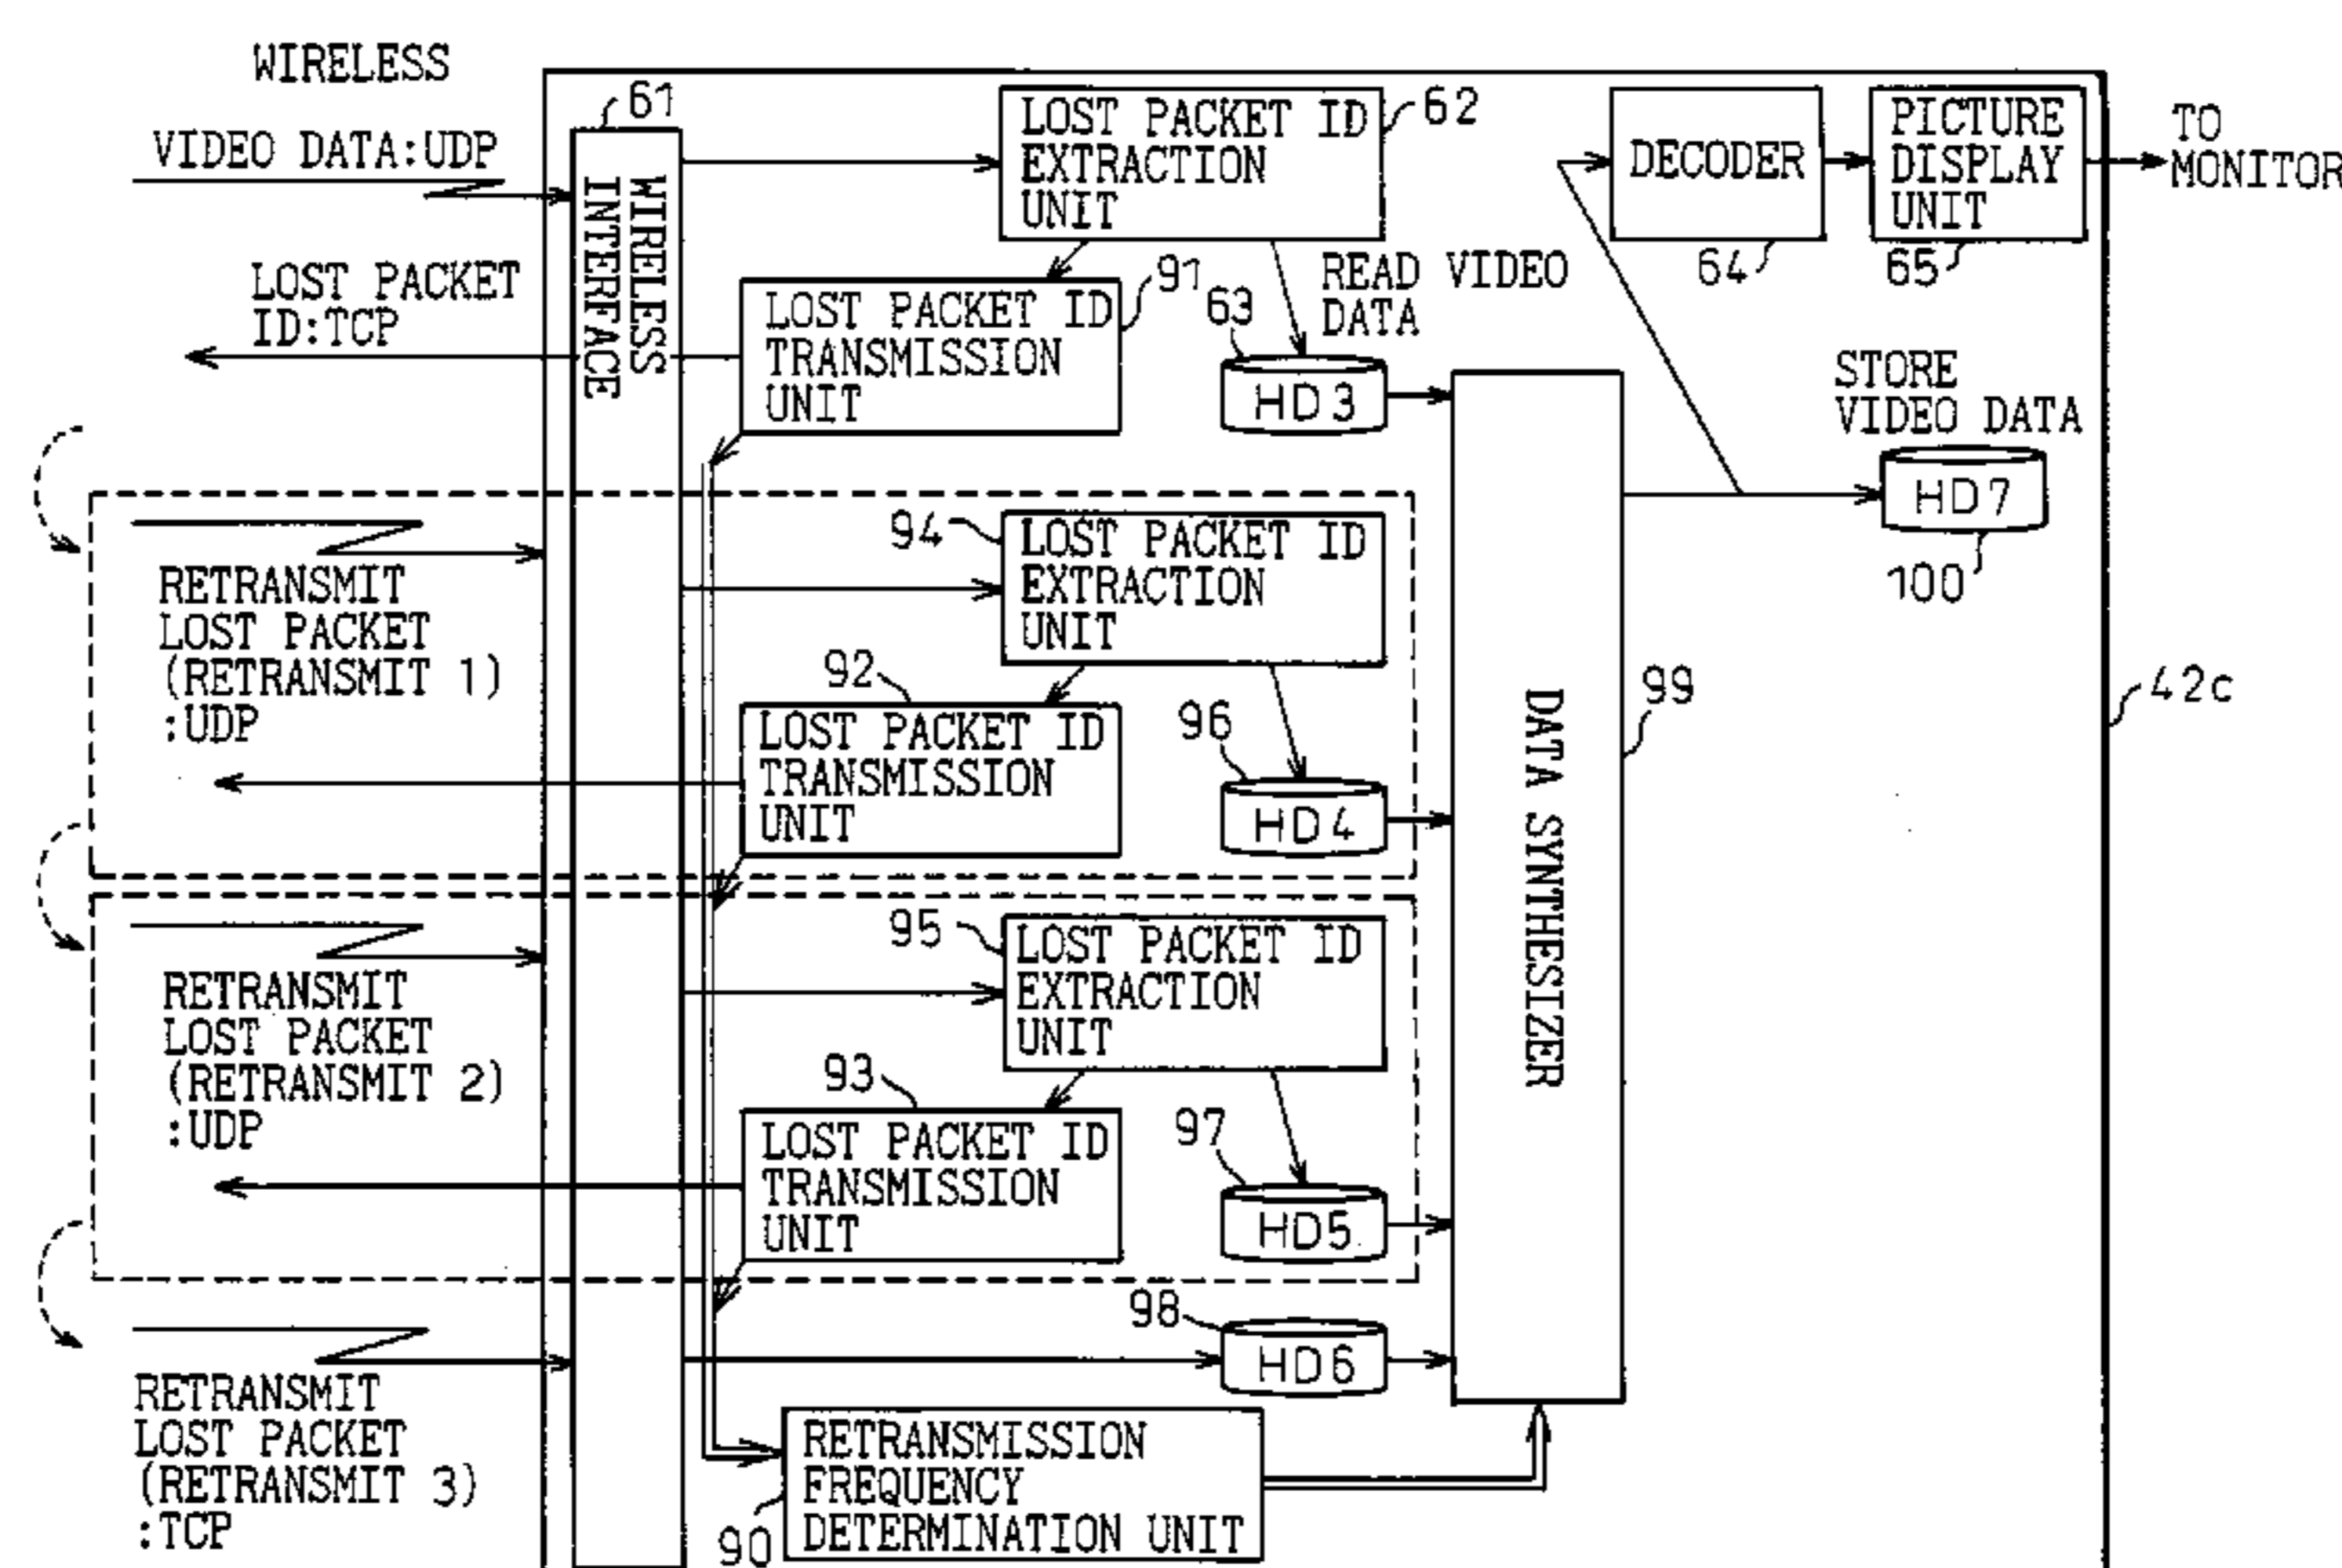 WIRELESS
VIDEO DATA:UDP
LOST PACKET
ID:TCP
61
WIRELESS
INTERFACE
LOST PACKET ID
EXTRACTION
UNIT
62
91
LOST PACKET ID
TRANSMISSION
UNIT
63
READ VIDEO
DATA
HD3
DECODER
64
PICTURE
DISPLAY
UNIT
65
TO
MONITOR
STORE
VIDEO DATA
HD7
100
RETRANSMIT
LOST PACKET
(RETRANSMIT 1)
:UDP
94
LOST PACKET ID
EXTRACTION
UNIT
92
LOST PACKET ID
TRANSMISSION
UNIT
96
HD4
99
DATA SYNTHESIZER
42c
RETRANSMIT
LOST PACKET
(RETRANSMIT 2)
:UDP
95
LOST PACKET ID
EXTRACTION
UNIT
93
LOST PACKET ID
TRANSMISSION
UNIT
97
HD5
98
HD6
RETRANSMIT
LOST PACKET
(RETRANSMIT 3)
:TCP
90
RETRANSMISSION
FREQUENCY
DETERMINATION UNIT